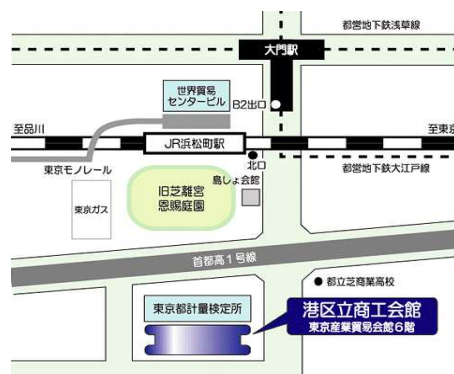 都営地下鉄浅草線
大門駅
世界貿易
センタービル
B2出口
至品川
JR浜松町駅
至東京
北口
東京モノレール
都営地下鉄大江戸線
島しょ会館
旧芝離宮
恩賜庭園
東京ガス
首都高1号線
都立芝商業高校
東京都計量検定所
港区立商工会館
東京産業貿易会館6階